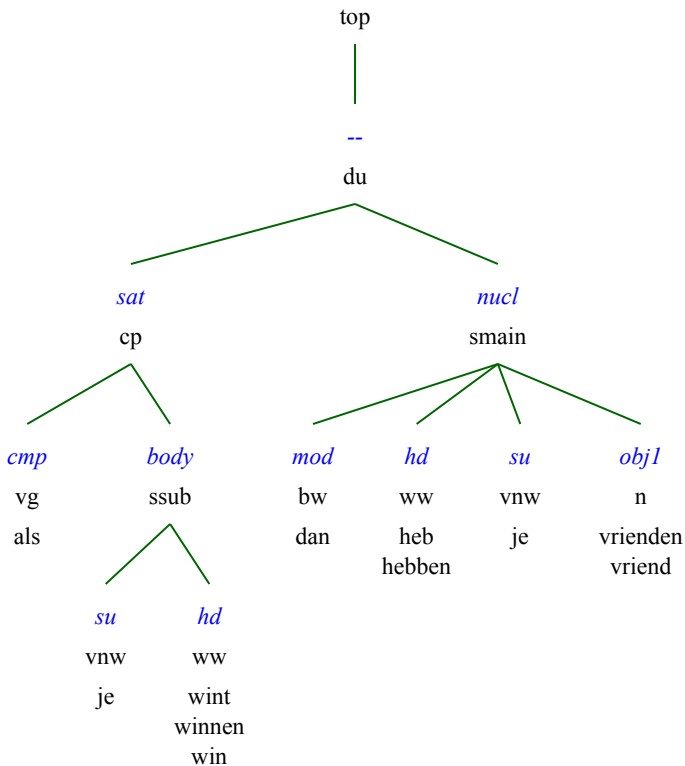 top
--
du
sat nucl
cp smain
cmp body mod hd su obj1
vg ssub bw ww vnw n
als dan heb je vrienden
hebben vriend
su hd
vnw ww
je wint
winnen
win